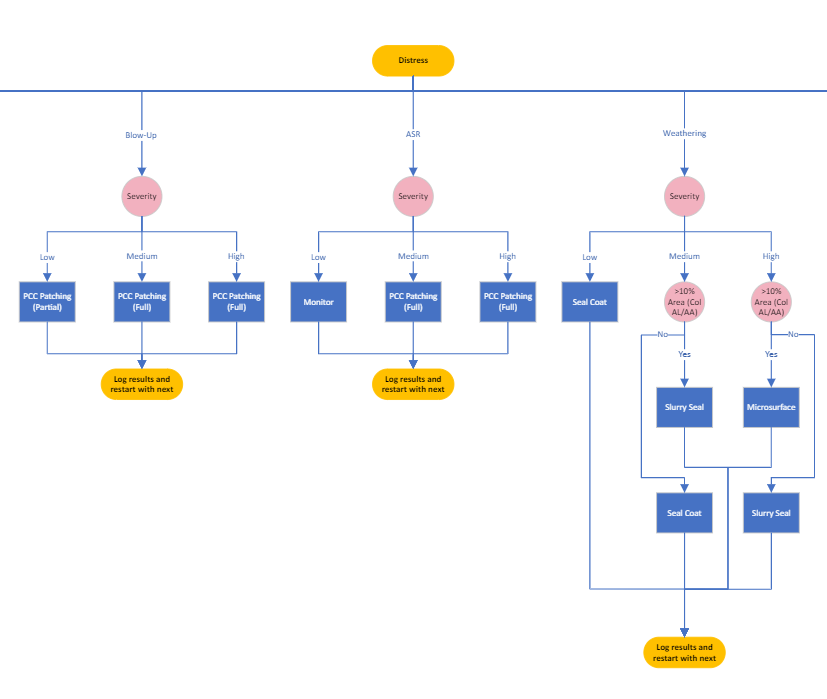 Distress
Blow-Up
ASR
Weathering
Severity
Severity
Severity
Low
Medium
High
Low
Medium
High
Low
Medium
High
PCC Patching
(Partial)
PCC Patching
(Full)
PCC Patching
(Full)
Monitor
PCC Patching
(Full)
PCC Patching
(Full)
Seal Coat
>10%
Area (Col
AL/AA)
>10%
Area (Col
AL/AA)
No
No
Yes
Yes
Log results and
restart with next
Log results and
restart with next
Slurry Seal
Microsurface
Seal Coat
Slurry Seal
Log results and
restart with next